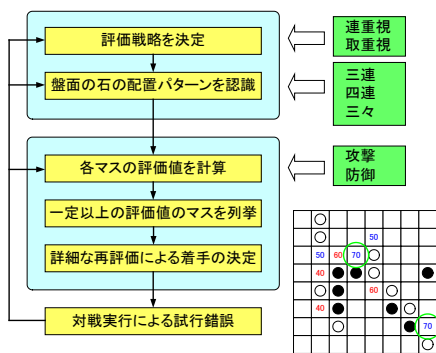 評価戦略を決定
連重視
取重視
盤面の石の配置パターンを認識
三連
四連
三々
各マスの評価値を計算
攻撃
防御
一定以上の評価値のマスを列挙
詳細な再評価による着手の決定
対戦実行による試行錯誤
50
50 60 70
40
60
40
70